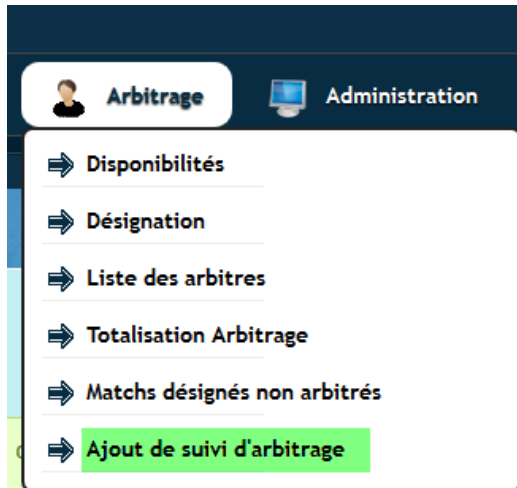 Arbitrage Administration
Disponibilités
Désignation
Liste des arbitres
Totalisation Arbitrage
Matchs désignés non arbitrés
Ajout de suivi d'arbitrage